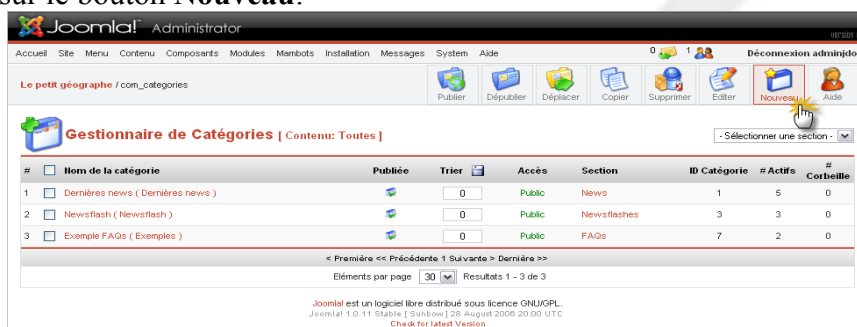 sur le bouton Nouveau.
Joomla! Administrator
version
Accueil Site Menu Contenu Composants Modules Mambots Installation Messages System Aide 0 1 Déconnexion adminjdo
Le petit géographe / com_categories
Publier Dépublier Déplacer Copier Supprimer Editer Nouveau Aide
Gestionnaire de Catégories [ Contenu: Toutes ]
- Sélectionner une section -
# Nom de la catégorie Publiée Trier Accès Section ID Catégorie # Actifs # Corbeille
1 Dernières news ( Dernières news ) 0 Public News 1 5 0
2 Newsflash ( Newsflash ) 0 Public Newsflashes 3 3 0
3 Exemple FAQs ( Exemples ) 0 Public FAQs 7 2 0
< Première << Précédente 1 Suivante > Dernière >>
Eléments par page 30 Resultats 1 - 3 de 3
Joomla! est un logiciel libre distribué sous licence GNU/GPL.
Joomla! 1.0.11 Stable [ Sunbow ] 28 August 2006 20:00 UTC
Check for latest Version